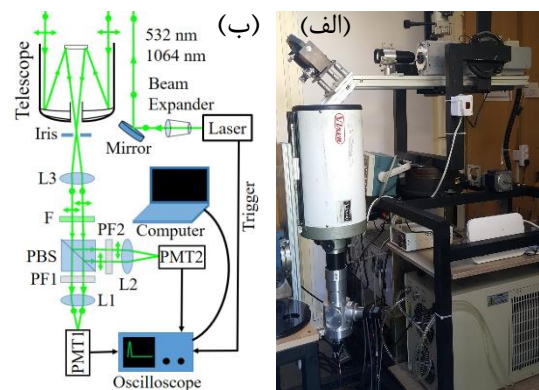 (ب)
532 nm
1064 nm
Telescope
Beam
Expander
Laser
Iris
Mirror
L3
Trigger
Computer
F
PF2
PBS
PMT2
PF1
L2
L1
PMT1
Oscilloscope
(الف)
Vixen